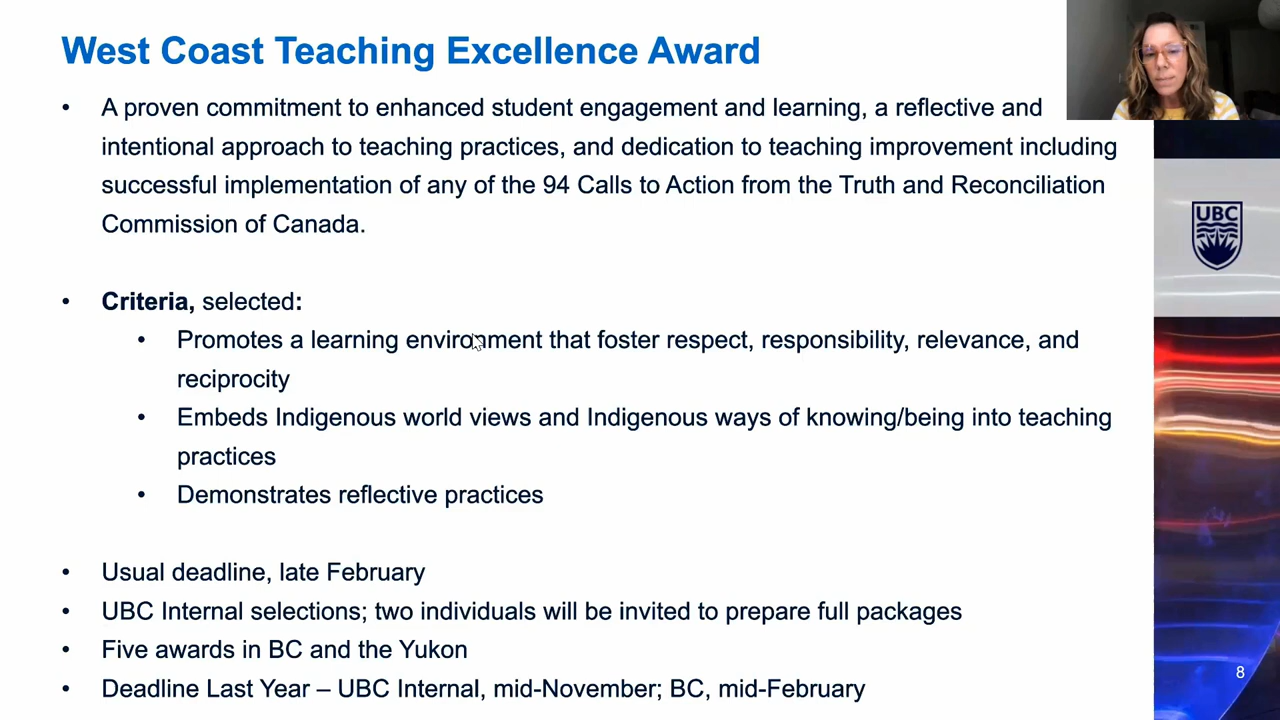 West Coast Teaching Excellence Award
• A proven commitment to enhanced student engagement and learning, a reflective and
intentional approach to teaching practices, and dedication to teaching improvement including
successful implementation of any of the 94 Calls to Action from the Truth and Reconciliation
Commission of Canada.
• Criteria, selected:
• Promotes a learning environment that foster respect, responsibility, relevance, and
reciprocity
• Embeds Indigenous world views and Indigenous ways of knowing/being into teaching
practices
• Demonstrates reflective practices
• Usual deadline, late February
• UBC Internal selections; two individuals will be invited to prepare full packages
• Five awards in BC and the Yukon
• Deadline Last Year – UBC Internal, mid-November; BC, mid-February
UBC
8